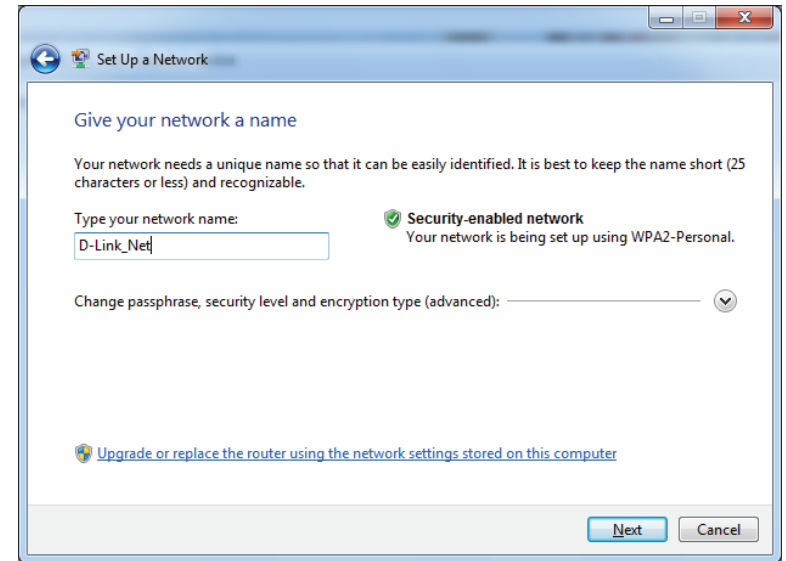 Set Up a Network
Give your network a name
Your network needs a unique name so that it can be easily identified. It is best to keep the name short (25
characters or less) and recognizable.
Type your network name:
Security-enabled network
D-Link_Net
Your network is being set up using WPA2-Personal.
Change passphrase, security level and encryption type (advanced):
Upgrade or replace the router using the network settings stored on this computer
Next
Cancel